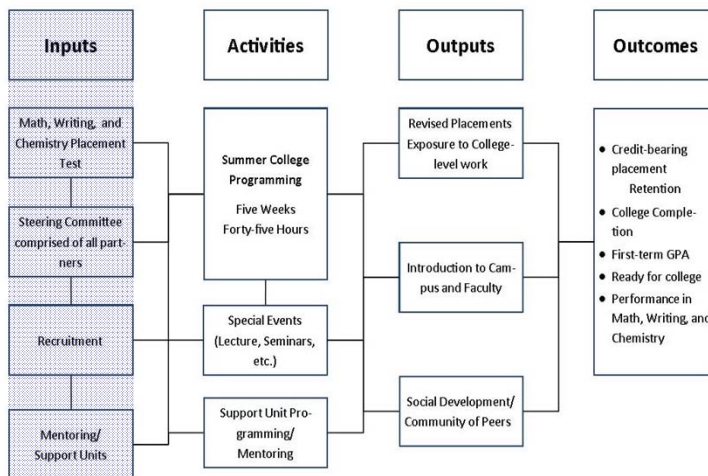 Inputs
Activities
Outputs
Outcomes
Math, Writing, and
Chemistry Placement
Test
Steering Committee
comprised of all part-
ners
Recruitment
Mentoring/
Support Units
Summer College
Programming
Five Weeks
Forty-five Hours
Special Events
(Lecture, Seminars,
etc.)
Support Unit Pro-
gramming/
Mentoring
Revised Placements
Exposure to College-
level work
Introduction to Cam-
pus and Faculty
Social Development/
Community of Peers
● Credit-bearing
placement
Retention
● College Comple-
tion
● First-term GPA
● Ready for college
● Performance in
Math, Writing, and
Chemistry